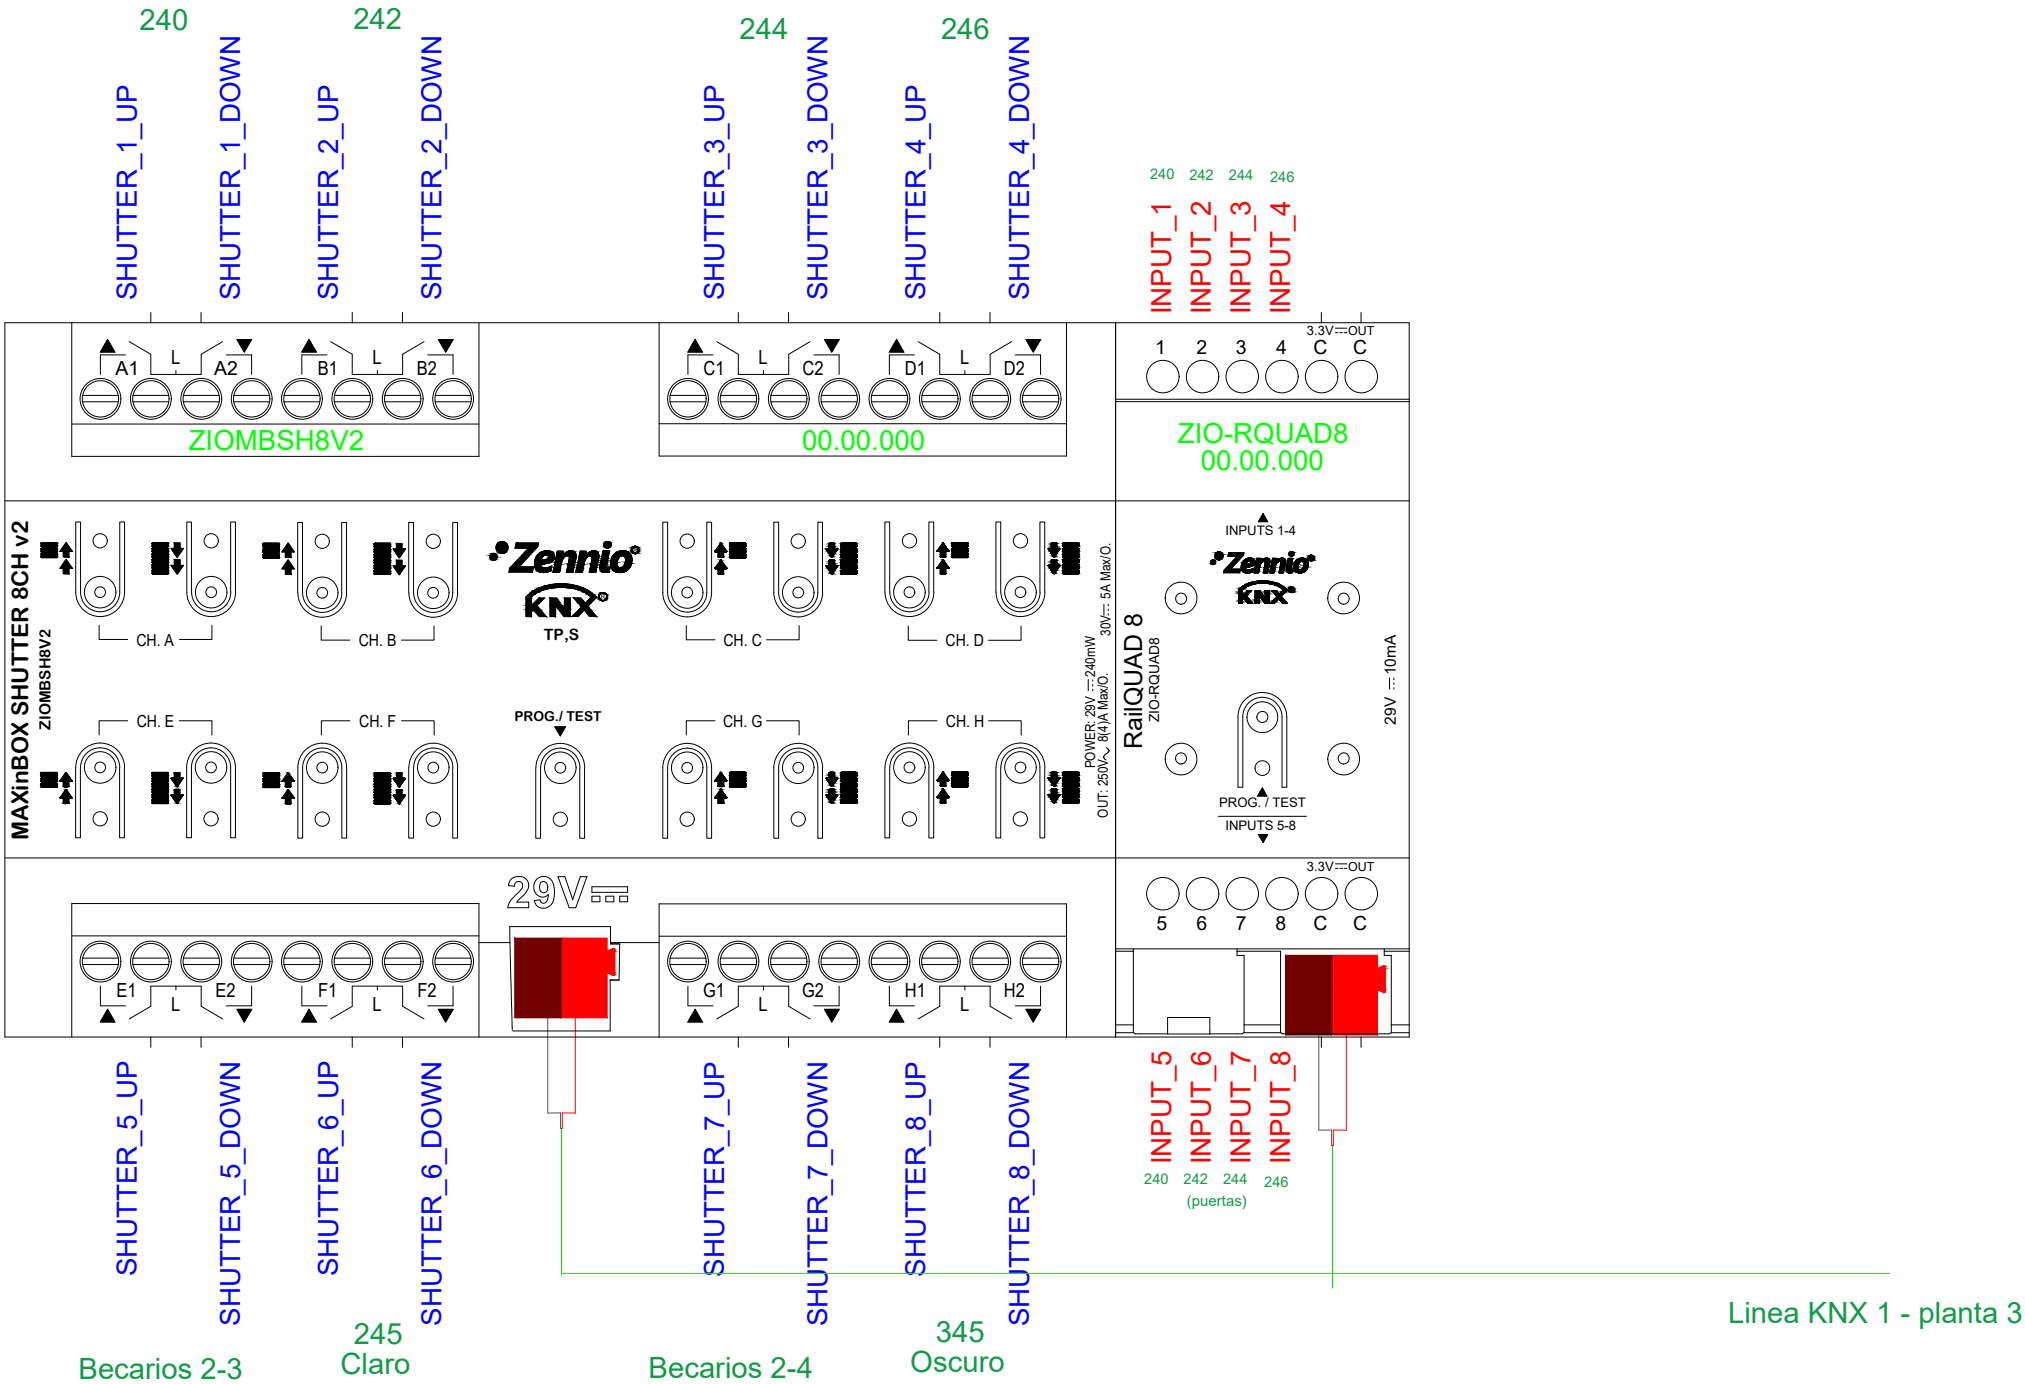 240
242
244
246
SHUTTER_1_UP
SHUTTER_1_DOWN
SHUTTER_2_UP
SHUTTER_2_DOWN
SHUTTER_3_UP
SHUTTER_3_DOWN
SHUTTER_4_UP
SHUTTER_4_DOWN
240 242 244 246
INPUT_1
INPUT_2
INPUT_3
INPUT_4
A1 L A2 B1 L B2
C1 L C2 D1 L D2
3.3V OUT
1 2 3 4 C C
ZIOMBSH8V2
00.00.000
ZIO-RQUAD8
00.00.000
MAXinBOX SHUTTER 8CH v2
ZIOMBSH8V2
Zennio
KNX
TP,S
CH. A
CH. B
CH. C
CH. D
CH. E
CH. F
PROG./ TEST
CH. G
CH. H
POWER: 29V 240mW
OUT: 250V 8(4)A Max/O. 30V 5A Max/O.
RailQUAD 8
ZIO-RQUAD8
INPUTS 1-4
Zennio
KNX
29V 10mA
PROG. / TEST
INPUTS 5-8
29V
3.3V OUT
5 6 7 8 C C
E1 L E2 F1 L F2
G1 L G2 H1 L H2
SHUTTER_5_UP
SHUTTER_5_DOWN
SHUTTER_6_UP
SHUTTER_6_DOWN
SHUTTER_7_UP
SHUTTER_7_DOWN
SHUTTER_8_UP
SHUTTER_8_DOWN
INPUT_5
INPUT_6
INPUT_7
INPUT_8
240 242 244 246
(puertas)
Linea KNX 1 - planta 3
Becarios 2-3
245
Claro
Becarios 2-4
345
Oscuro